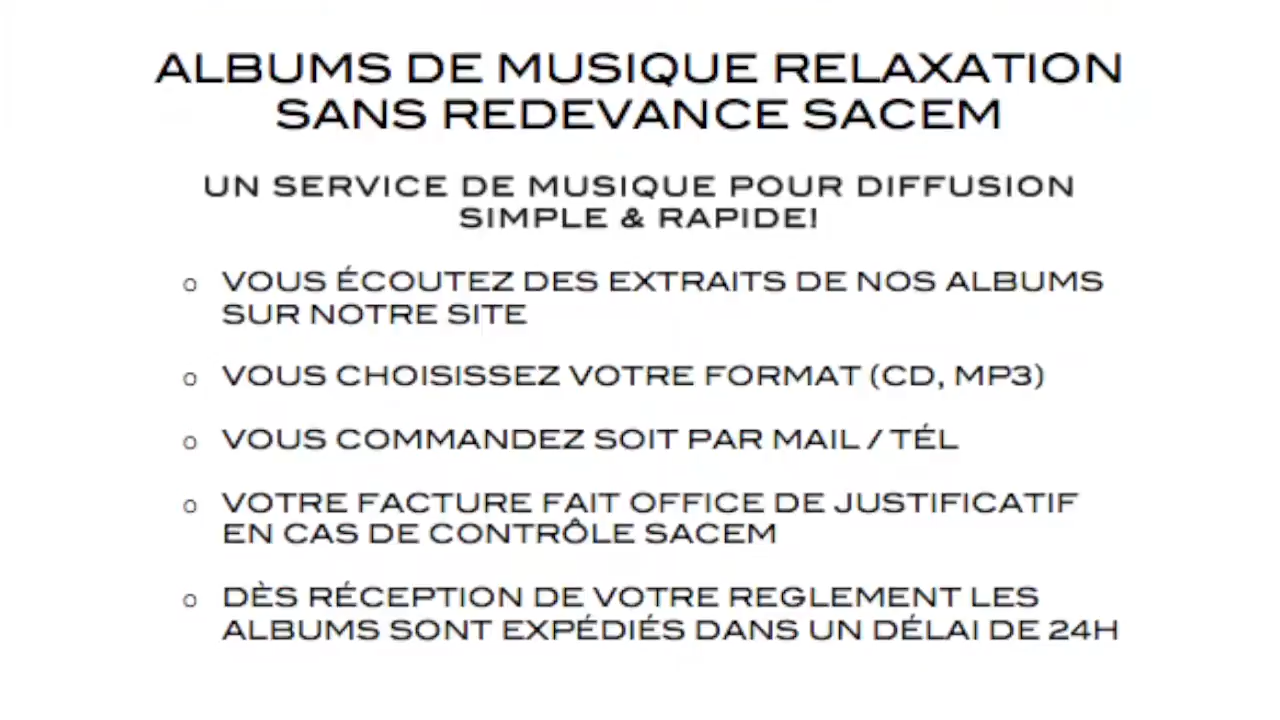 ALBUMS DE MUSIQUE RELAXATION
SANS REDEVANCE SACEM
UN SERVICE DE MUSIQUE POUR DIFFUSION
SIMPLE & RAPIDE!
o VOUS ÉCOUTEZ DES EXTRAITS DE NOS ALBUMS
SUR NOTRE SITE
o VOUS CHOISISSEZ VOTRE FORMAT (CD, MP3)
o VOUS COMMANDEZ SOIT PAR MAIL / TÉL
o VOTRE FACTURE FAIT OFFICE DE JUSTIFICATIF
EN CAS DE CONTRÔLE SACEM
o DÈS RÉCEPTION DE VOTRE REGLEMENT LES
ALBUMS SONT EXPÉDIÉS DANS UN DÉLAI DE 24H